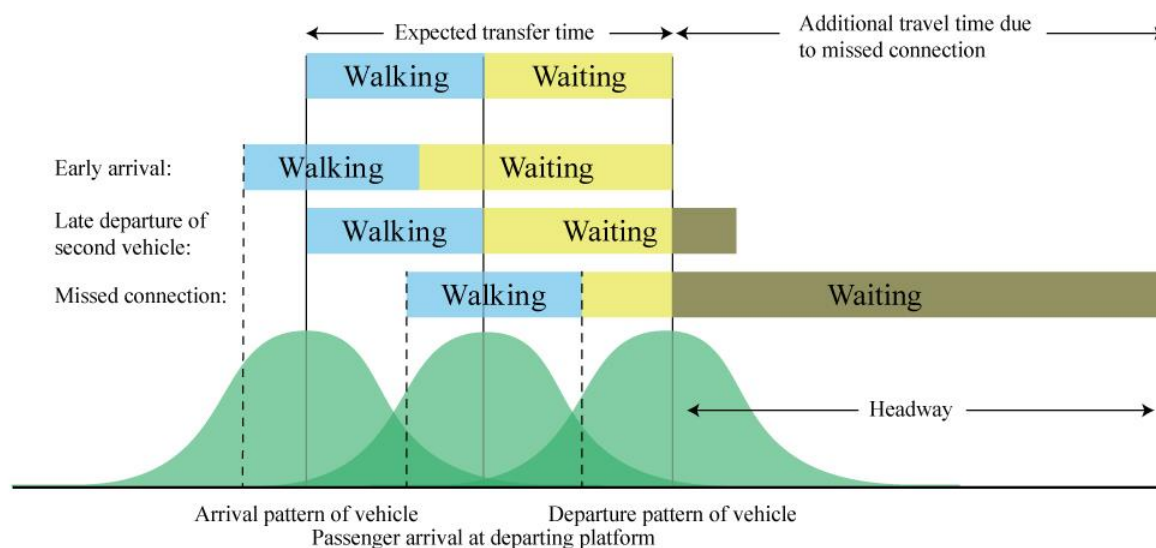 Expected transfer time
Additional travel time due
to missed connection
Walking
Waiting
Early arrival:
Walking
Waiting
Late departure of
second vehicle:
Walking
Waiting
Missed connection:
Walking
Waiting
Headway
Arrival pattern of vehicle
Departure pattern of vehicle
Passenger arrival at departing platform